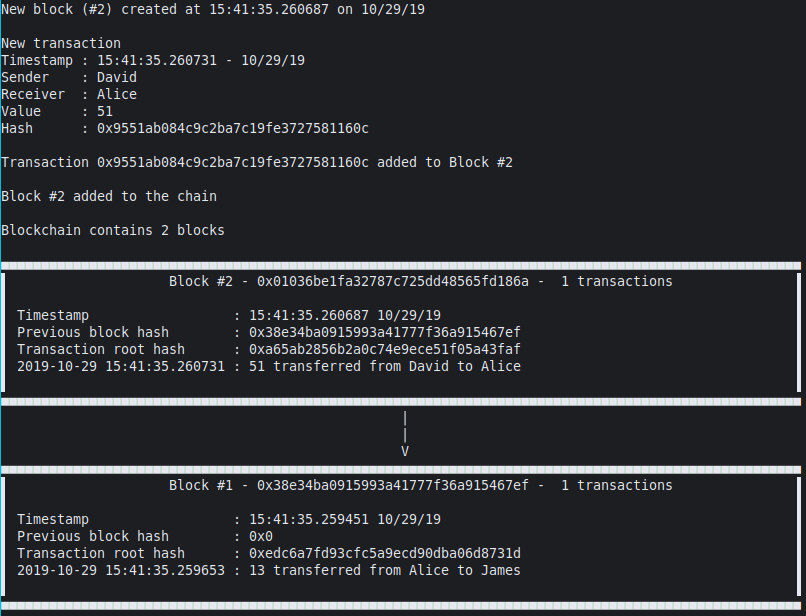 New block (#2) created at 15:41:35.260687 on 10/29/19
New transaction
Timestamp : 15:41:35.260731 - 10/29/19
Sender    : David
Receiver  : Alice
Value     : 51
Hash      : 0x9551ab084c9c2ba7c19fe3727581160c
Transaction 0x9551ab084c9c2ba7c19fe3727581160c added to Block #2
Block #2 added to the chain
Blockchain contains 2 blocks
Block #2 - 0x01036be1fa32787c725dd48565fd186a -  1 transactions
Timestamp                  : 15:41:35.260687 10/29/19
Previous block hash        : 0x38e34ba0915993a41777f36a915467ef
Transaction root hash      : 0xa65ab2856b2a0c74e9ece51f05a43faf
2019-10-29 15:41:35.260731 : 51 transferred from David to Alice
|
|
V
Block #1 - 0x38e34ba0915993a41777f36a915467ef -  1 transactions
Timestamp                  : 15:41:35.259451 10/29/19
Previous block hash        : 0x0
Transaction root hash      : 0xedc6a7fd93cfc5a9ecd90dba06d8731d
2019-10-29 15:41:35.259653 : 13 transferred from Alice to James